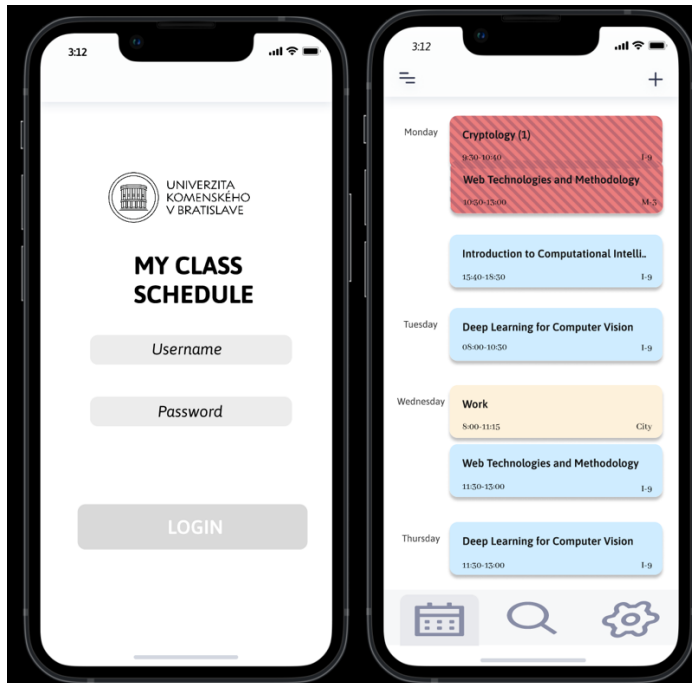 3:12
UNIVERZITA
KOMENSKÉHO
V BRATISLAVE
MY CLASS
SCHEDULE
Username
Password
LOGIN
3:12
Monday
Cryptology (1)
9:30-10:40 I-9
Web Technologies and Methodology
10:30-13:00 M-5
Introduction to Computational Intelli..
15:40-18:30 I-9
Tuesday
Deep Learning for Computer Vision
08:00-10:30 I-9
Wednesday
Work
8:00-11:15 City
Web Technologies and Methodology
11:30-13:00 I-9
Thursday
Deep Learning for Computer Vision
11:30-13:00 I-9